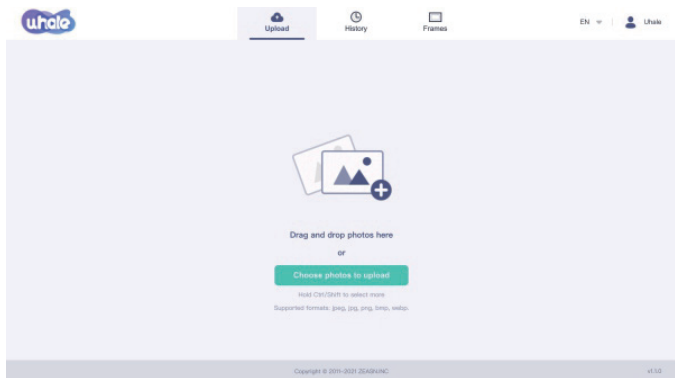 uhale
Upload
History
Frames
EN
Uhale
Drag and drop photos here
or
Choose photos to upload
Hold Ctrl/Shift to select more
Supported formats: jpeg, jpg, png, bmp, webp.
Copyright © 2011-2021 ZEASN.INC
v1.1.0